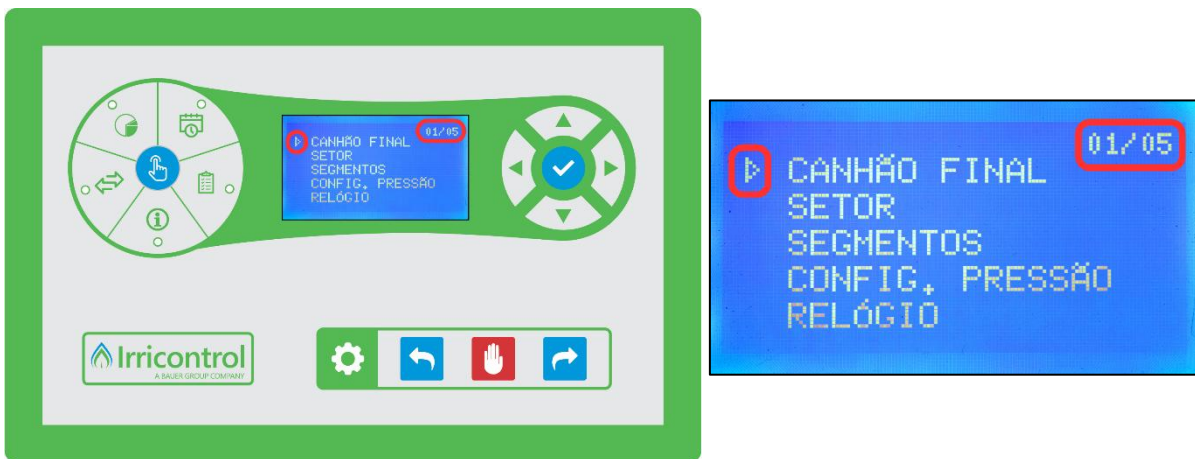 01/05
CANHÃO FINAL
SETOR
SEGMENTOS
CONFIG. PRESSÃO
RELÓGIO
Irricontrol
A BAUER GROUP COMPANY
01/05
CANHÃO FINAL
SETOR
SEGMENTOS
CONFIG. PRESSÃO
RELÓGIO